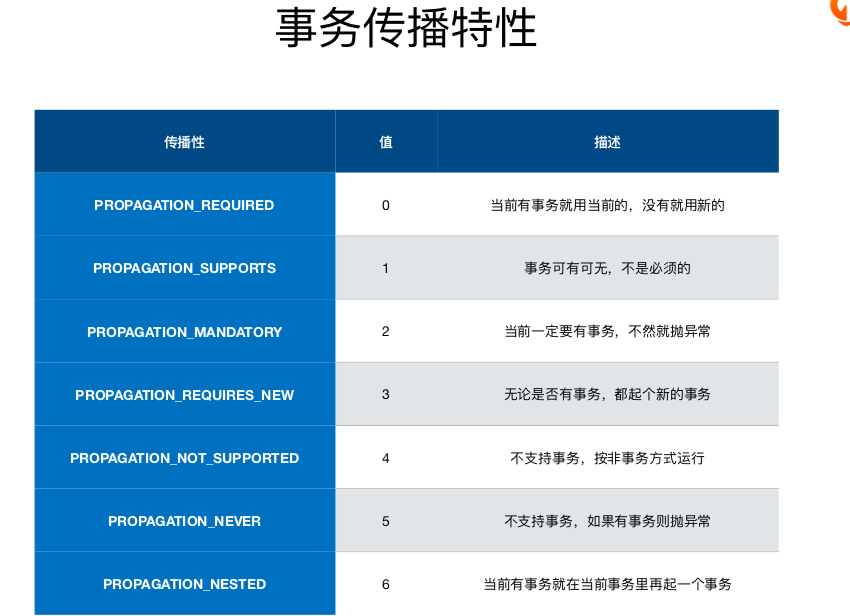 事务传播特性
传播性 值 描述
PROPAGATION_REQUIRED 0 当前有事务就用当前的，没有就用新的
PROPAGATION_SUPPORTS 1 事务可有可无，不是必须的
PROPAGATION_MANDATORY 2 当前一定要有事务，不然就抛异常
PROPAGATION_REQUIRES_NEW 3 无论是否有事务，都起个新的事务
PROPAGATION_NOT_SUPPORTED 4 不支持事务，按非事务方式运行
PROPAGATION_NEVER 5 不支持事务，如果有事务则抛异常
PROPAGATION_NESTED 6 当前有事务就在当前事务里再起一个事务